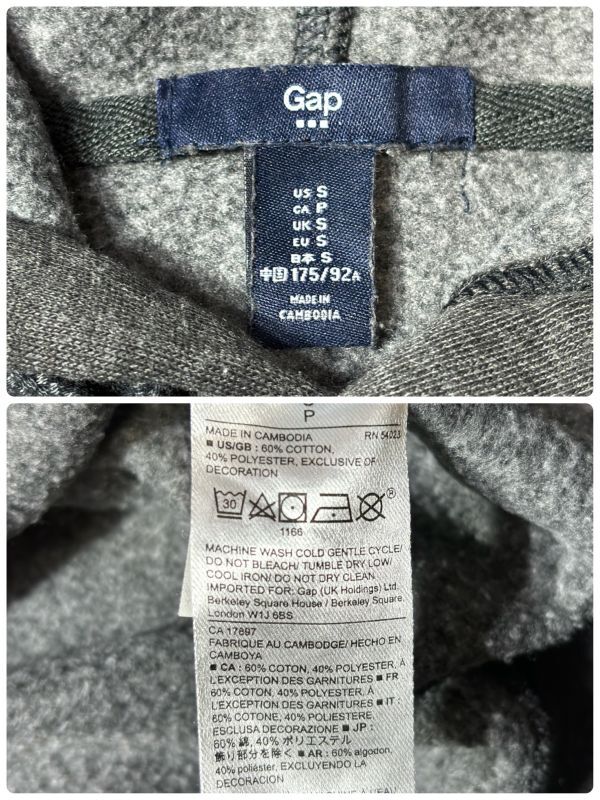 Gap
US S
CA P
UK S
EU S
日本 S
中国 175/92A
MADE IN
CAMBODIA
P
MADE IN CAMBODIA RN 54023
■ US/GB : 60% COTTON,
40% POLYESTER, EXCLUSIVE OF
DECORATION
30
®
1166
MACHINE WASH COLD GENTLE CYCLE/
DO NOT BLEACH/ TUMBLE DRY LOW/
COOL IRON/ DO NOT DRY CLEAN
IMPORTED FOR: Gap (UK Holdings) Ltd.
Berkeley Square House / Berkeley Square,
London W1J 6BS
CA 17897
FABRIQUE AU CAMBODGE/ HECHO EN
CAMBOYA
■ CA : 60% COTON, 40% POLYESTER, À
L'EXCEPTION DES GARNITURES ■ FR :
60% COTON, 40% POLYESTER, À
L'EXCEPTION DES GARNITURES ■ IT :
60% COTONE, 40% POLIESTERE,
ESCLUSA DECORAZIONE ■ JP :
60% 綿, 40% ポリエステル
飾り部分を除く ■ AR : 60% algodon,
40% poliéster, EXCLUYENDO LA
DECORACIÓN